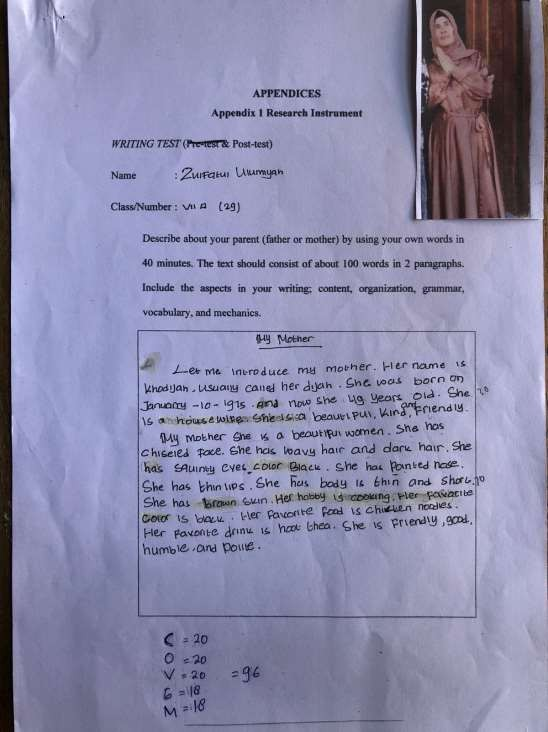 APPENDICES
Appendix 1 Research Instrument
WRITING TEST (Pre-test & Post-test)
Name : Zulfatul Ulumiyah
Class/Number : VII A (29)
Describe about your parent (father or mother) by using your own words in
40 minutes. The text should consist of about 100 words in 2 paragraphs.
Include the aspects in your writing; content, organization, grammar,
vocabulary, and mechanics.
My Mother
Let me introduce my mother. Her name is
khodijah. usually called her dijah. She was born on
January -10-1975. and now she 49 years old. She
is a housewife. She is a beautiful, kind, and Friendly.
My mother she is a beautiful women. She has
chiseled face. She has wavy hair and dark hair. She
has squinty eyes color Black. She has Pointed nose.
She has thin lips. She has body is thin and short.
She has brown skin. Her hobby is cooking. Her favorite
color is black. Her favorite food is chicken noodles.
Her favorite drink is hoot thea. She is friendly, good,
humble. and polite.
C = 20
O = 20
V = 20 = 96
G = 18
M = 18